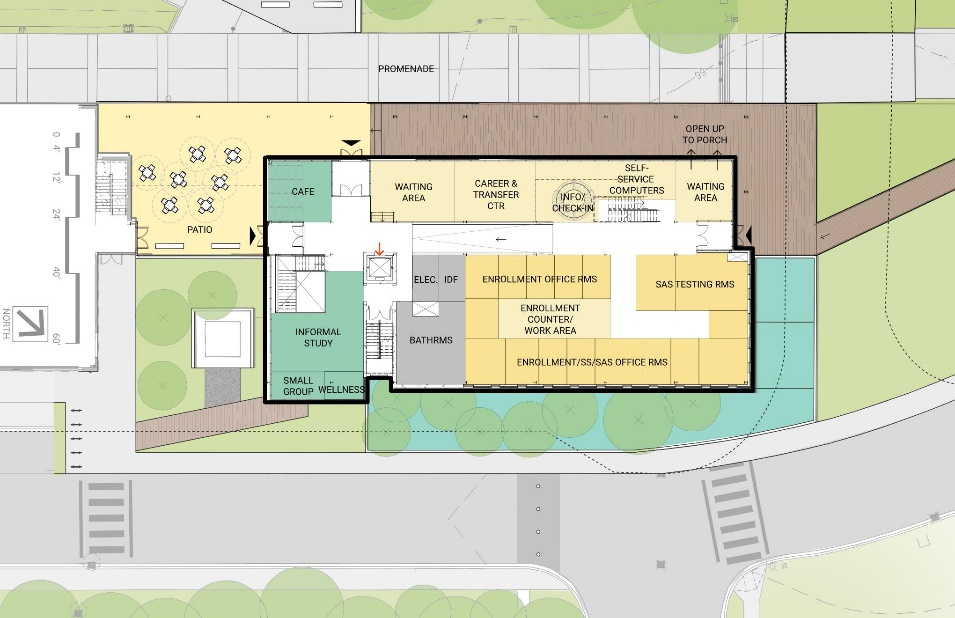 PROMENADE
66
OPEN UP
TO PORCH
CAFE
WAITING
AREA
CAREER &
TRANSFER
CTR
INFO/
CHECK-IN
SELF-
SERVICE
COMPUTERS
WAITING
AREA
PATIO
ELEC.
IDF
ENROLLMENT OFFICE RMS
SAS TESTING RMS
ENROLLMENT
COUNTER/
WORK AREA
INFORMAL
STUDY
BATHRMS
ENROLLMENT/SS/SAS OFFICE RMS
SMALL
GROUP
WELLNESS
0
4'
12'
24'
40'
60'
NORTH